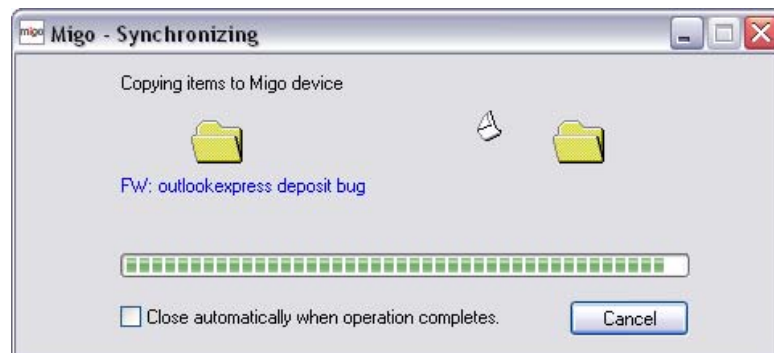 migo Migo - Synchronizing
Copying items to Migo device
FW: outlookexpress deposit bug
Close automatically when operation completes.
Cancel